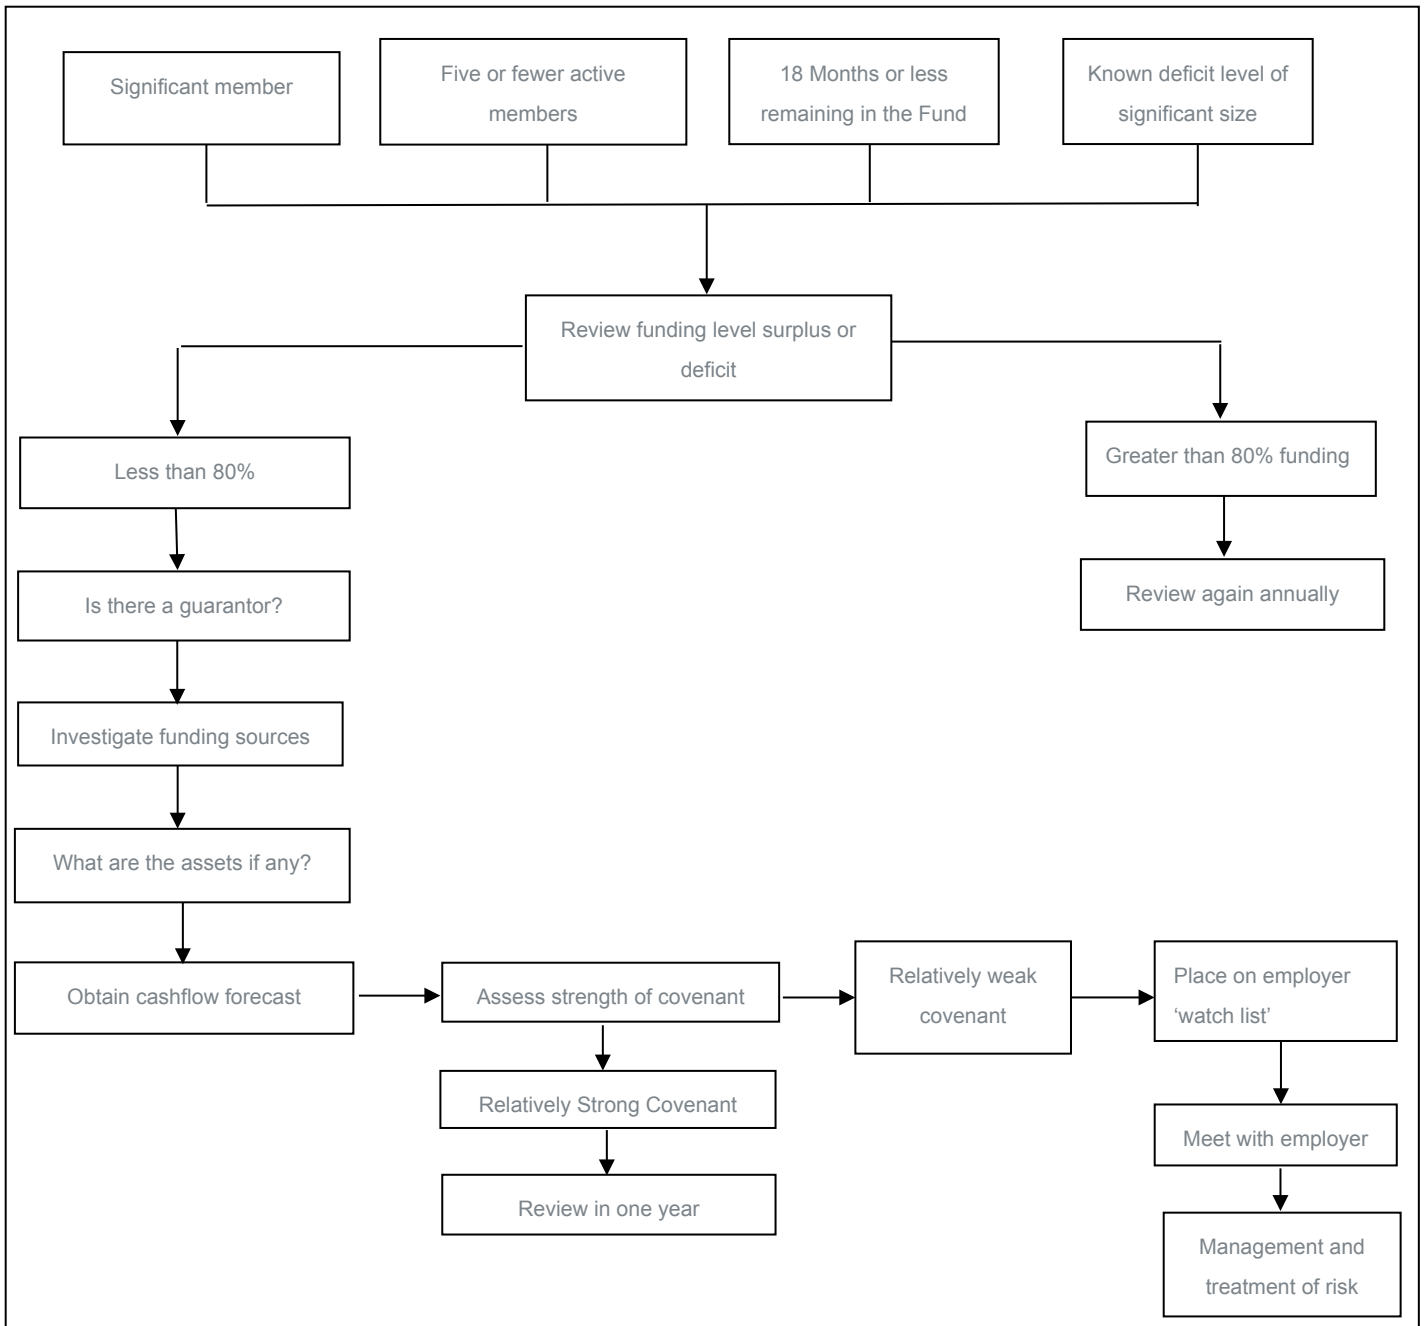 Significant member
Five or fewer active
members
18 Months or less
remaining in the Fund
Known deficit level of
significant size
Review funding level surplus or
deficit
Less than 80%
Greater than 80% funding
Is there a guarantor?
Review again annually
Investigate funding sources
What are the assets if any?
Obtain cashflow forecast
Assess strength of covenant
Relatively weak
covenant
Place on employer
‘watch list’
Relatively Strong Covenant
Meet with employer
Review in one year
Management and
treatment of risk